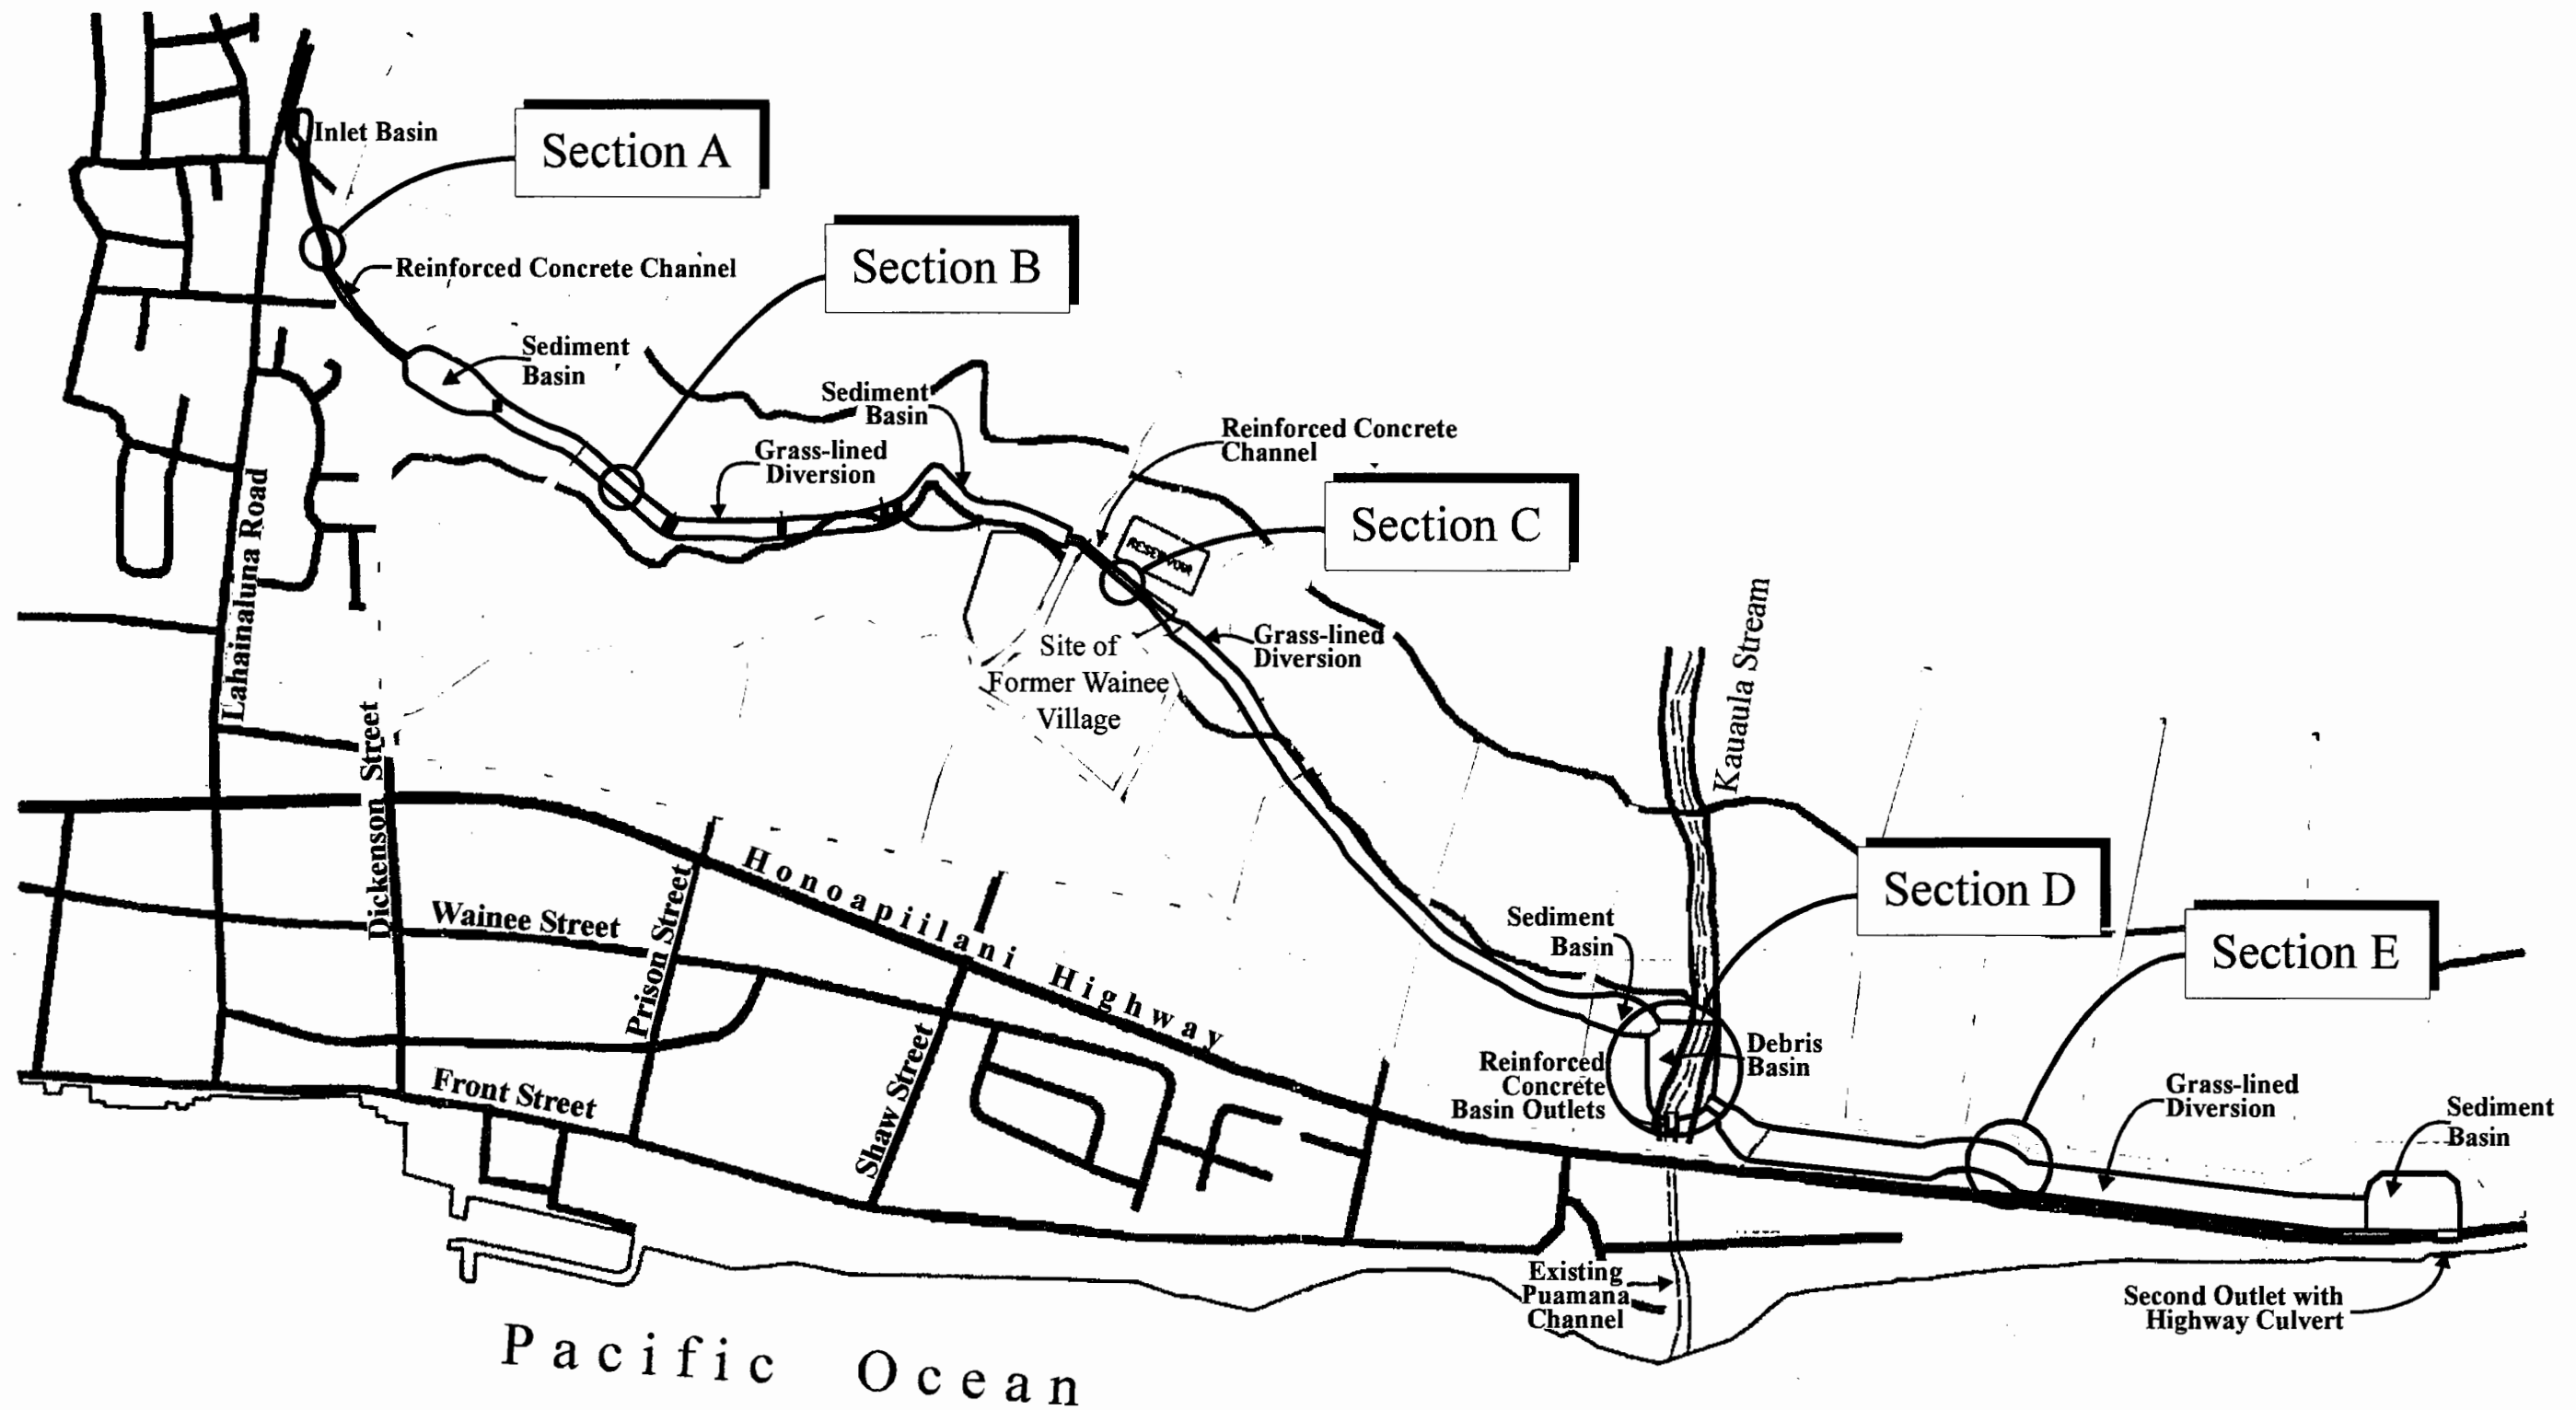 Inlet Basin
Section A
Reinforced Concrete Channel
Section B
Sediment
Basin
Sediment
Basin
Grass-lined
Diversion
Reinforced Concrete
Channel
Section C
RESERVOIR
Site of
Former Wainee
Village
Grass-lined
Diversion
Lahainaluna Road
Dickenson Street
Kauaula Stream
Section D
Section E
Honoapiilani Highway
Wainee Street
Prison Street
Shaw Street
Front Street
Sediment
Basin
Debris
Basin
Reinforced
Concrete
Basin Outlets
Grass-lined
Diversion
Sediment
Basin
Existing
Puamana
Channel
Second Outlet with
Highway Culvert
Pacific Ocean